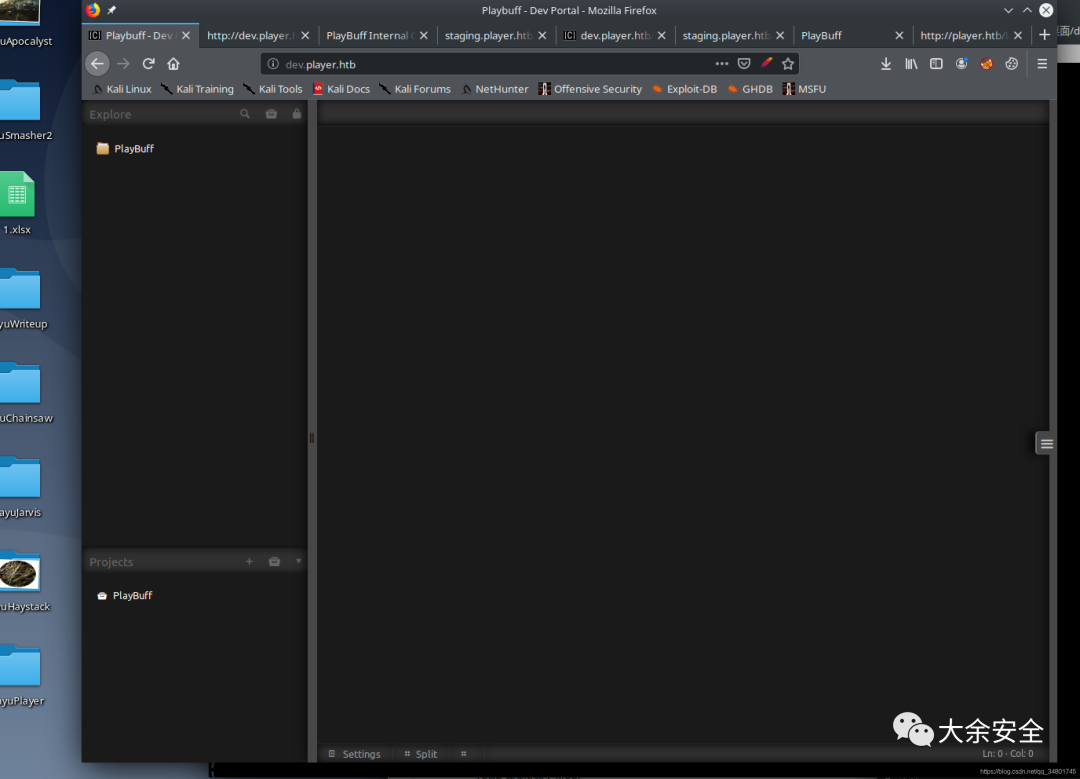 Playbuff - Dev Portal - Mozilla Firefox
Playbuff - Dev
http://dev.player.h
PlayBuff Internal
staging.player.htb
dev.player.htb
staging.player.htb
PlayBuff
http://player.htb/
dev.player.htb
Kali Linux
Kali Training
Kali Tools
Kali Docs
Kali Forums
NetHunter
Offensive Security
Exploit-DB
GHDB
MSFU
Explore
PlayBuff
Projects
PlayBuff
Settings
Split
Ln: 0 · Col: 0
uApocalyst
uSmasher2
1.xlsx
yuWriteup
uChainsaw
ayuJarvis
uHaystack
yuPlayer
面/d
大余安全
https://blog.csdn.net/qq_34801745